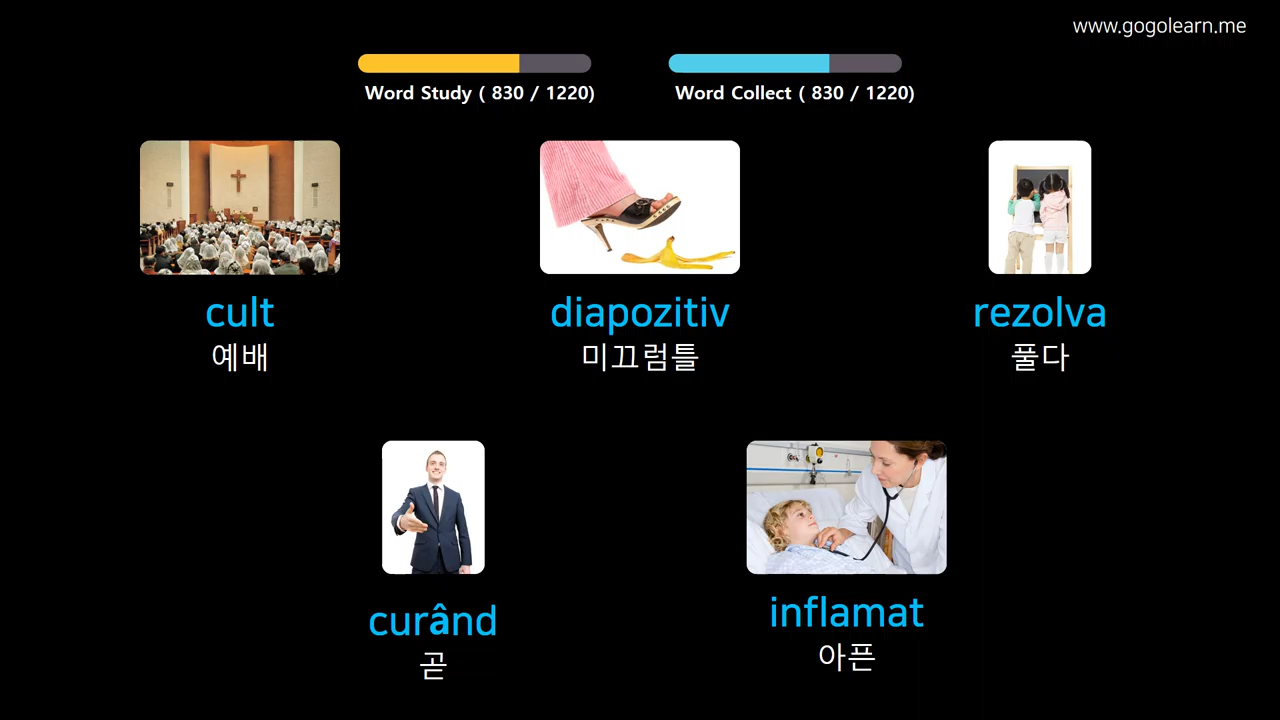 www.gogolearn.me
Word Study ( 830 / 1220)
Word Collect ( 830 / 1220)
cult
예배
diapozitiv
미끄럼틀
rezolva
풀다
curând
곧
inflamat
아픈